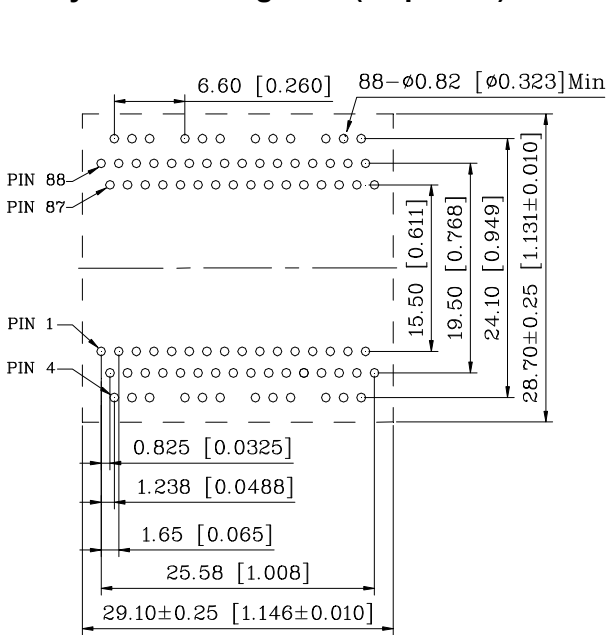 6.60 [0.260]
88-ø0.82 [ø0.323]Min
PIN 88
PIN 87
15.50 [0.611]
19.50 [0.768]
24.10 [0.949]
28.70±0.25 [1.131±0.010]
PIN 1
PIN 4
0.825 [0.0325]
1.238 [0.0488]
1.65 [0.065]
25.58 [1.008]
29.10±0.25 [1.146±0.010]